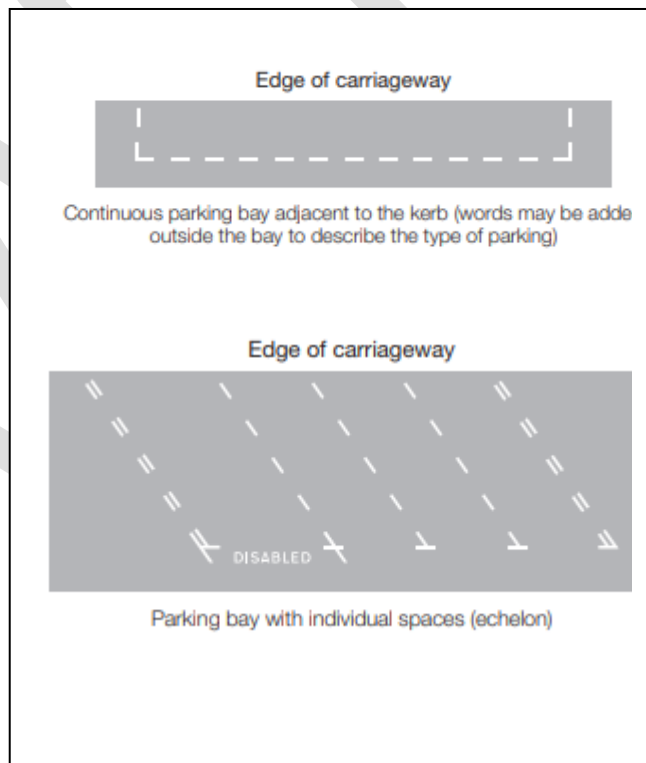 Edge of carriageway
Continuous parking bay adjacent to the kerb (words may be adde
outside the bay to describe the type of parking)
Edge of carriageway
DISABLED
Parking bay with individual spaces (echelon)